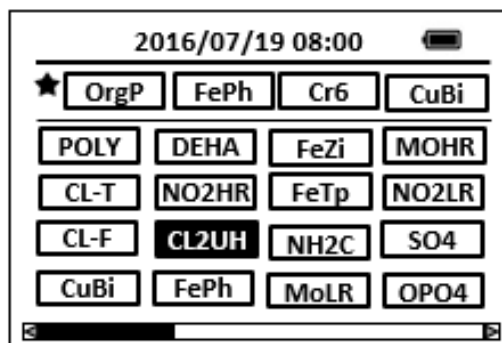 2016/07/19 08:00
OrgP FePh Cr6 CuBi
POLY DEHA FeZi MOHR
CL-T NO2HR FeTp NO2LR
CL-F CL2UH NH2C SO4
CuBi FePh MoLR OPO4